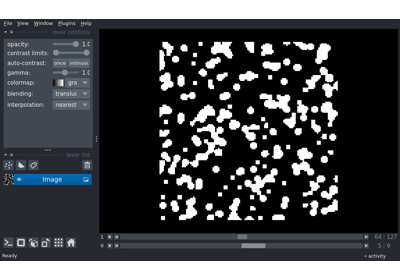 File View Window Plugins Help
layer controls
opacity: 1.0
contrast limits:
auto-contrast: once
gamma: 1.0
colormap: gra
blending: translu
interpolation: nearest
layer list
Image
1 64 127
0 5 9
Ready activity